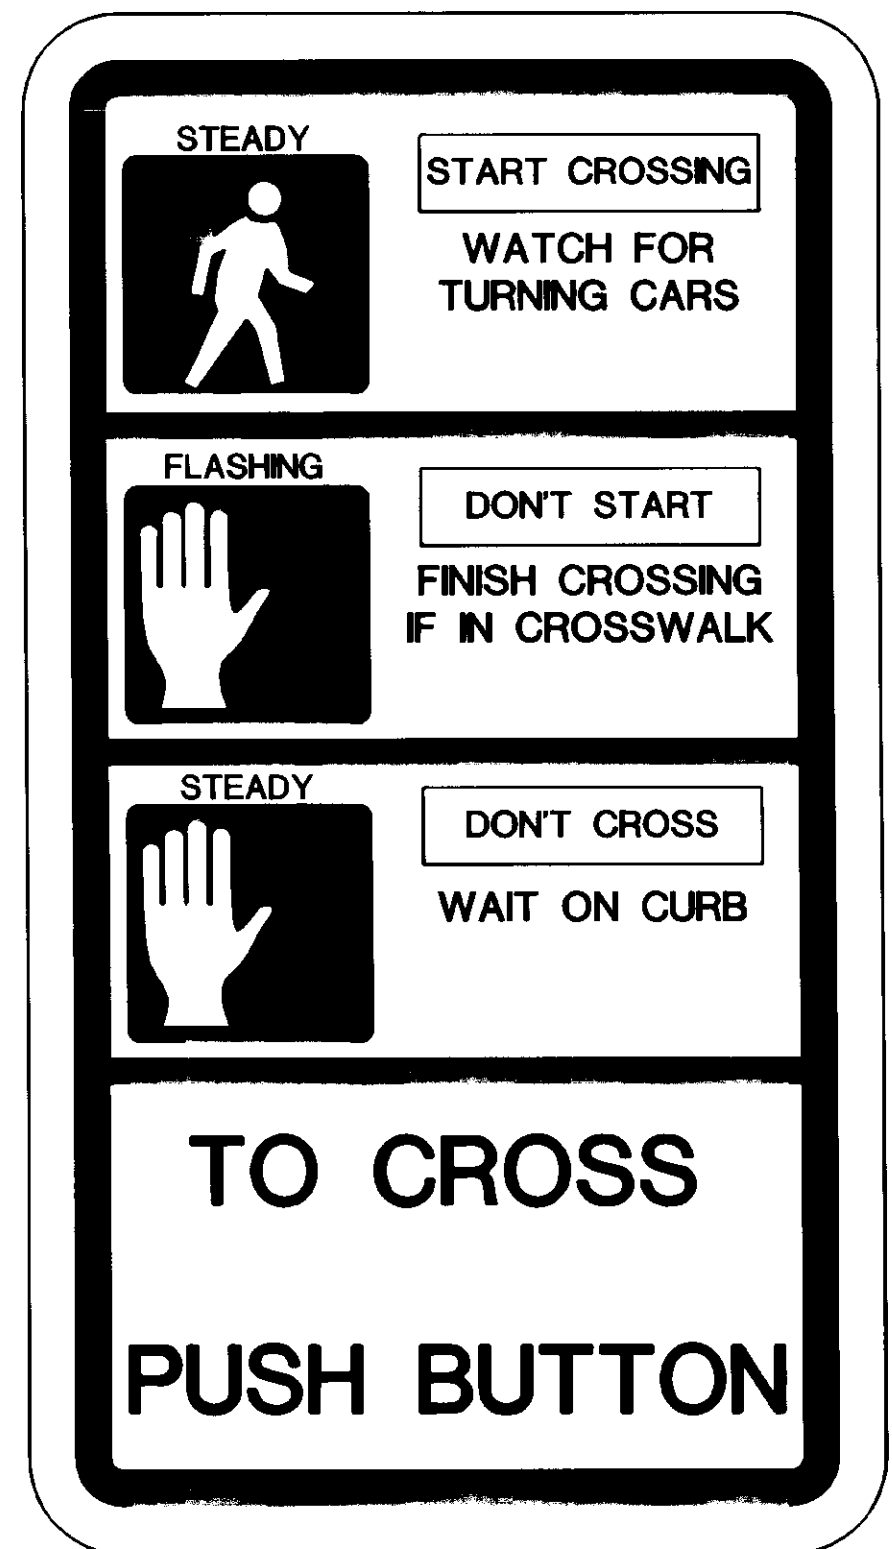 STEADY
START CROSSING
WATCH FOR
TURNING CARS
FLASHING
DON'T START
FINISH CROSSING
IF IN CROSSWALK
STEADY
DON'T CROSS
WAIT ON CURB
TO CROSS
PUSH BUTTON